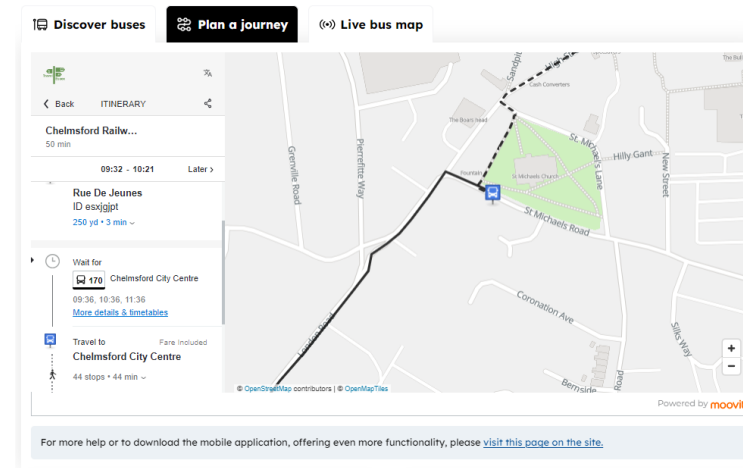 Discover buses
Plan a journey
Live bus map
Back
ITINERARY
Chelmsford Railw...
50 min
09:32 - 10:21
Later
Rue De Jeunes
ID esxjgjpt
250 yd • 3 min
Wait for
170
Chelmsford City Centre
09:36, 10:36, 11:36
More details & timetables
Travel to
Fare Included
Chelmsford City Centre
44 stops • 44 min
High
Cash Converters
The Boars head
Grenville Road
Pierrefitte Way
Fountain
St Michaels Church
St. Michael's Lane
Hilly Gant
New Street
St Michaels Road
Coronation Ave
Silks Way
London Road
Bernside
Road
+
−
© OpenStreetMap contributors | © OpenMapTiles
Powered by moovit
For more help or to download the mobile application, offering even more functionality, please visit this page on the site.